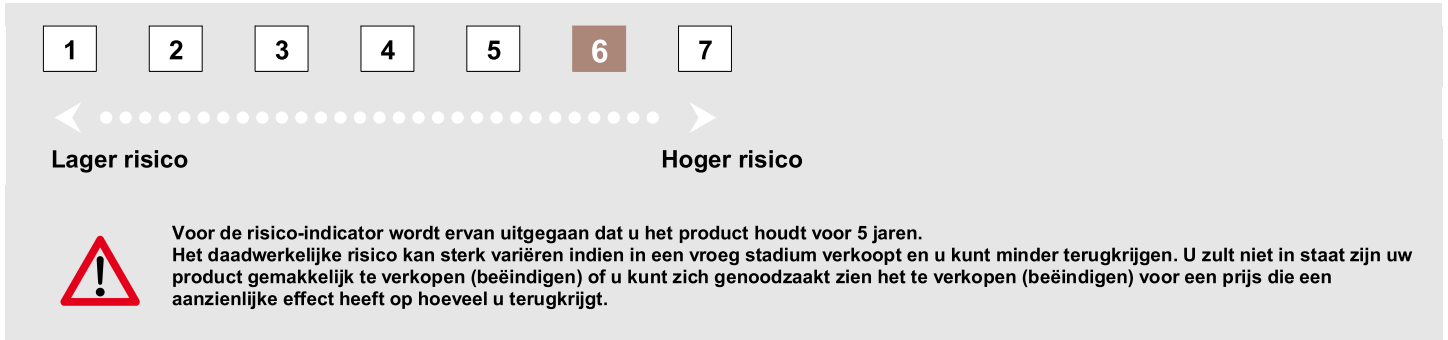 1 2 3 4 5 6 7
Lager risico Hoger risico
Voor de risico-indicator wordt ervan uitgegaan dat u het product houdt voor 5 jaren.
Het daadwerkelijke risico kan sterk variëren indien in een vroeg stadium verkoopt en u kunt minder terugkrijgen. U zult niet in staat zijn uw
product gemakkelijk te verkopen (beëindigen) of u kunt zich genoodzaakt zien het te verkopen (beëindigen) voor een prijs die een
aanzienlijke effect heeft op hoeveel u terugkrijgt.